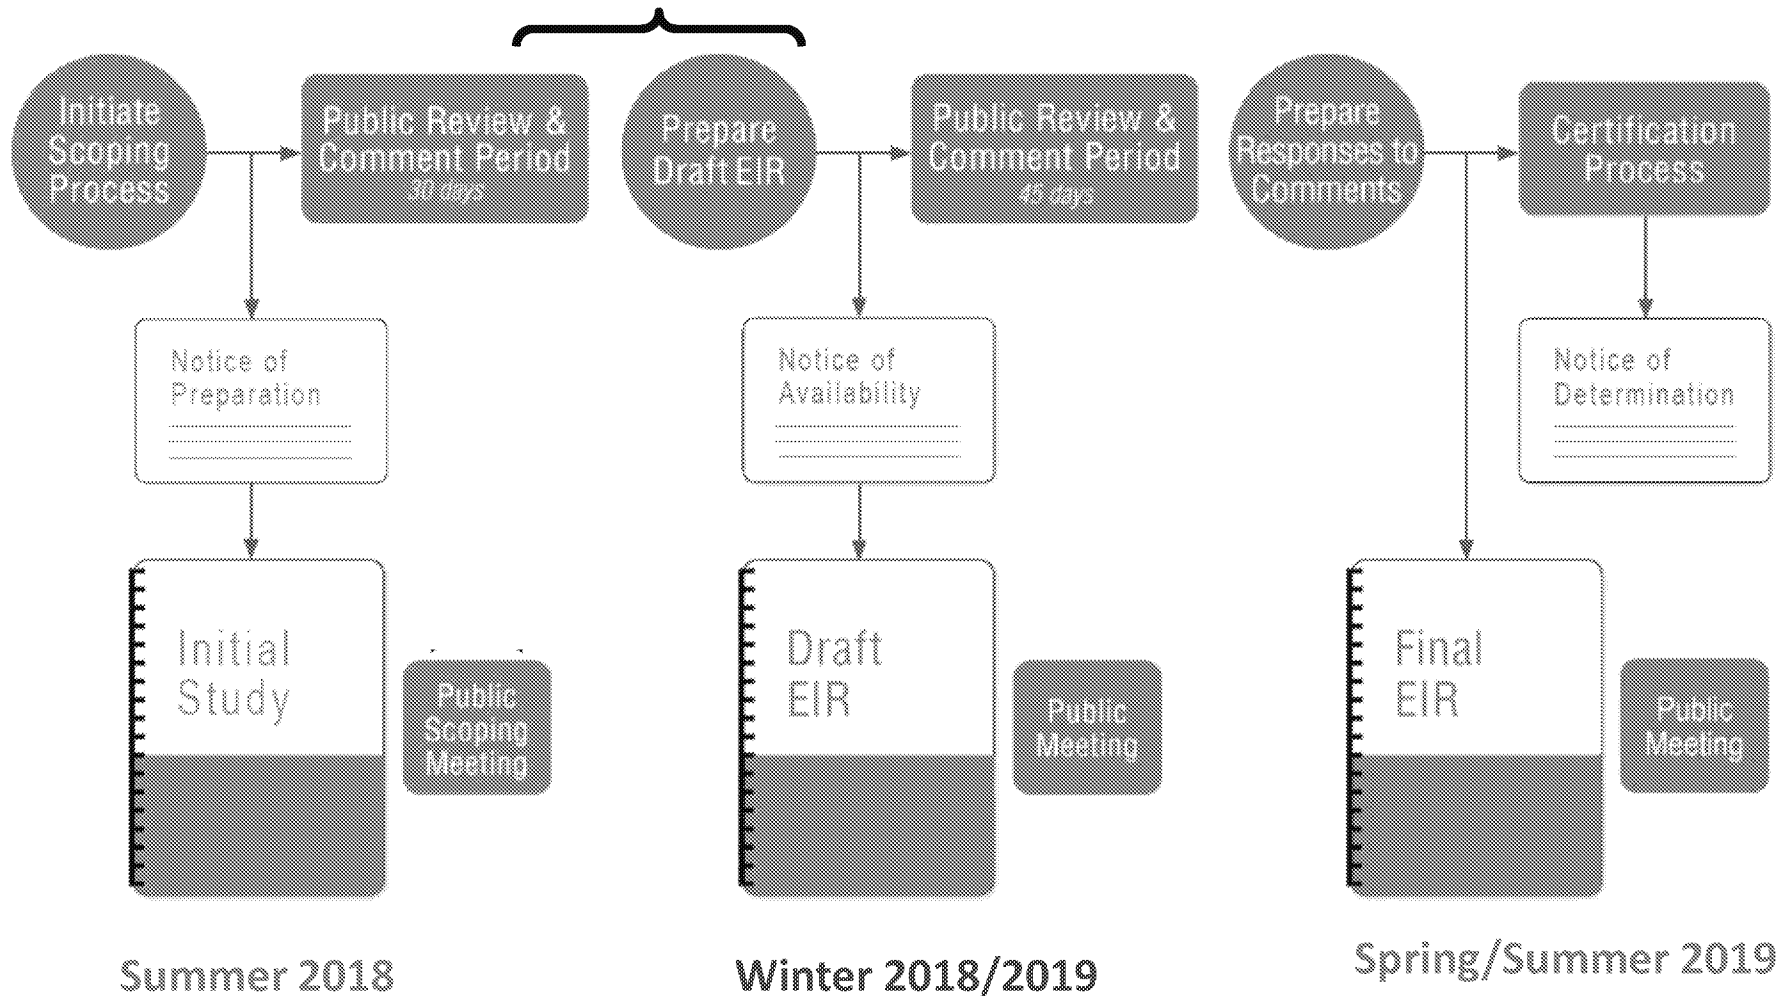 Initiate
Scoping
Process
Public Review &
Comment Period
30 days
Notice of
Preparation
Initial
Study
Public
Scoping
Meeting
Summer 2018
Prepare
Draft EIR
Public Review &
Comment Period
45 days
Notice of
Availability
Draft
EIR
Public
Meeting
Winter 2018/2019
Prepare
Responses to
Comments
Certification
Process
Notice of
Determination
Final
EIR
Public
Meeting
Spring/Summer 2019